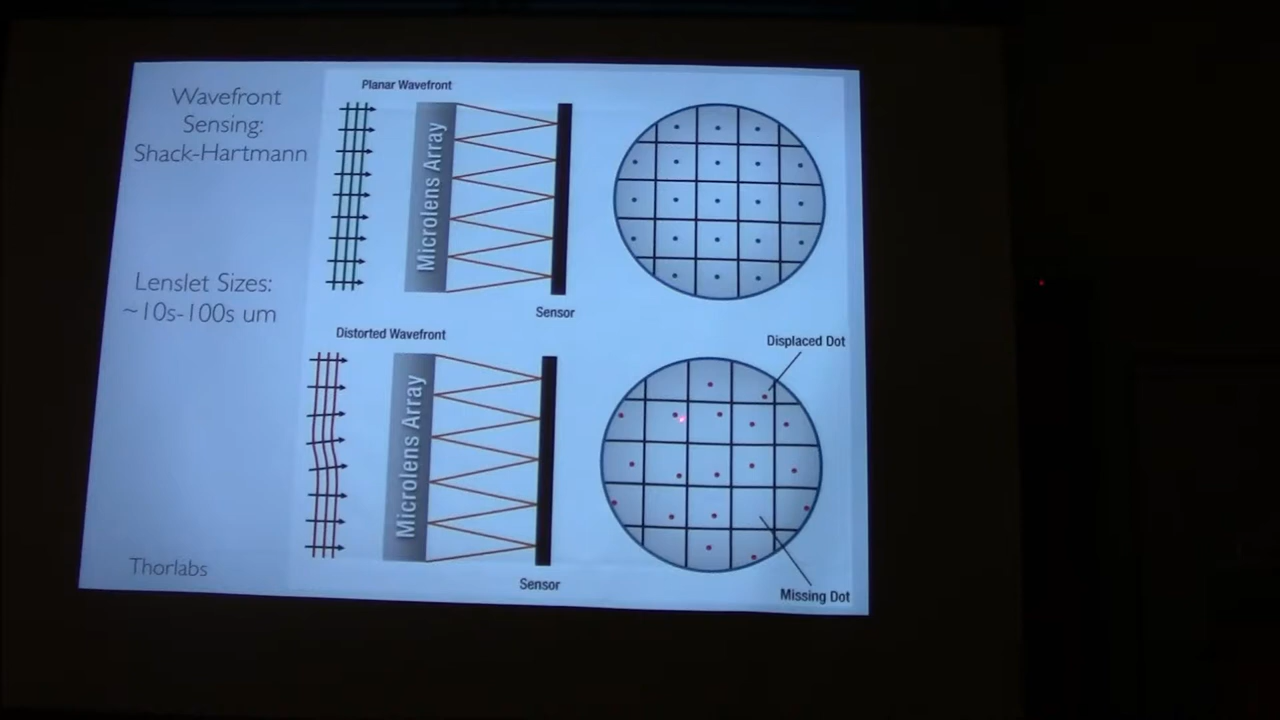 Wavefront
Sensing:
Shack-Hartmann
Lenslet Sizes:
~10s-100s um
Thorlabs
Planar Wavefront
Microlens Array
Sensor
Distorted Wavefront
Microlens Array
Sensor
Displaced Dot
Missing Dot